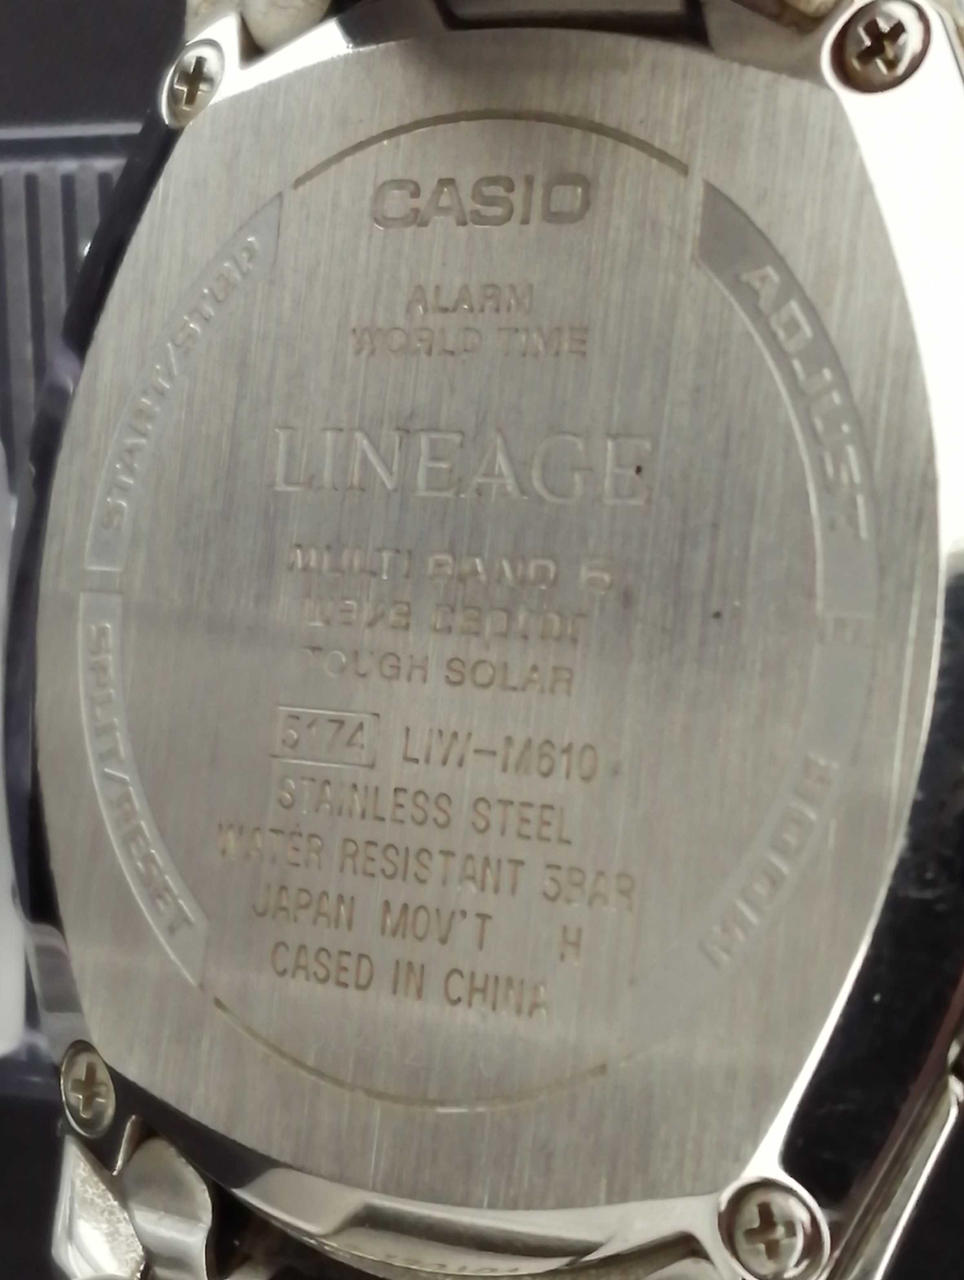 CASIO
ALARM
WORLD TIME
LINEAGE
MULTI BAND 6
WAVE CEPTOR
TOUGH SOLAR
5174 LIW-M610
STAINLESS STEEL
WATER RESISTANT 5BAR
JAPAN MOV'T H
CASED IN CHINA
START/STOP
SPLIT/RESET
ADJUST
MODE